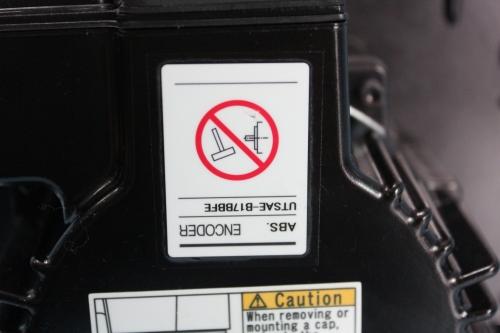 ABS.
ENCODER
UTSAE-B17BBFE
Caution
When removing or
mounting a cap,